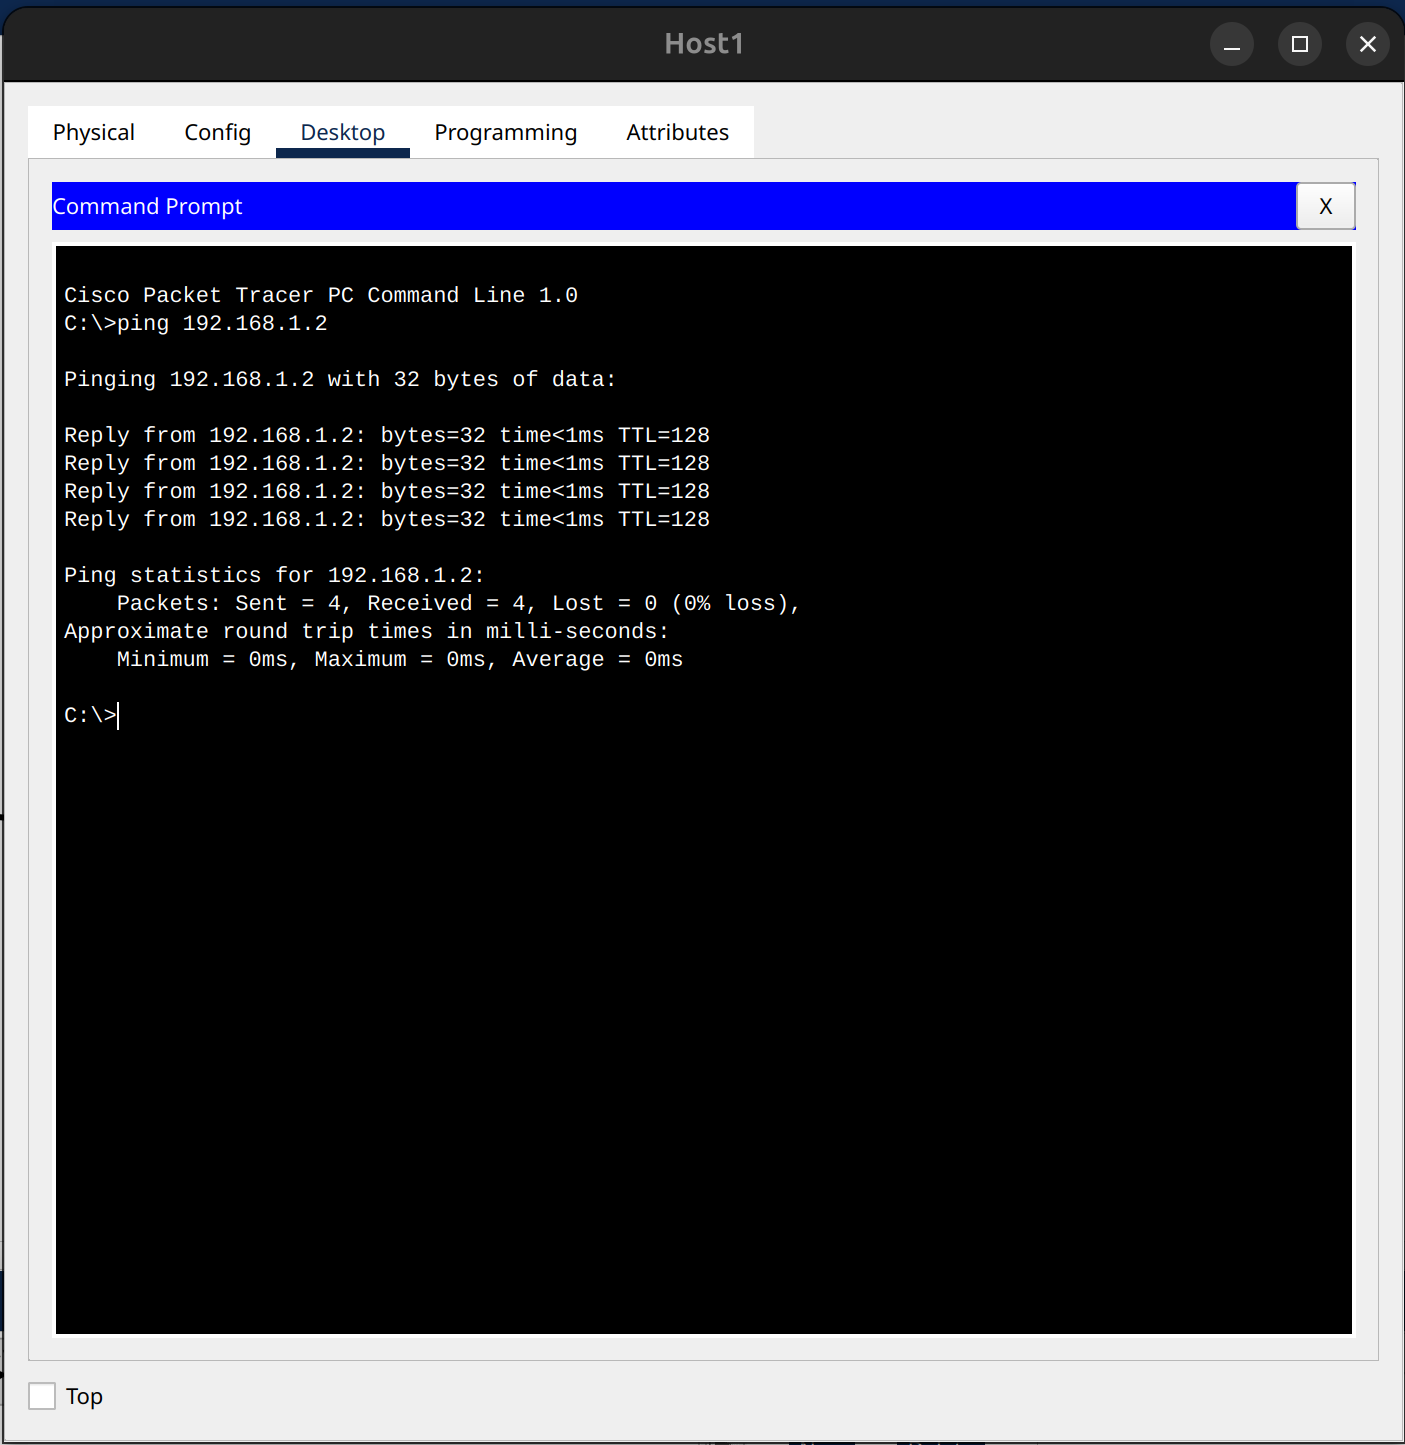 Host1
Physical Config Desktop Programming Attributes
Command Prompt X
Cisco Packet Tracer PC Command Line 1.0
C:\>ping 192.168.1.2
Pinging 192.168.1.2 with 32 bytes of data:
Reply from 192.168.1.2: bytes=32 time<1ms TTL=128
Reply from 192.168.1.2: bytes=32 time<1ms TTL=128
Reply from 192.168.1.2: bytes=32 time<1ms TTL=128
Reply from 192.168.1.2: bytes=32 time<1ms TTL=128
Ping statistics for 192.168.1.2:
    Packets: Sent = 4, Received = 4, Lost = 0 (0% loss),
Approximate round trip times in milli-seconds:
    Minimum = 0ms, Maximum = 0ms, Average = 0ms
C:\>
Top